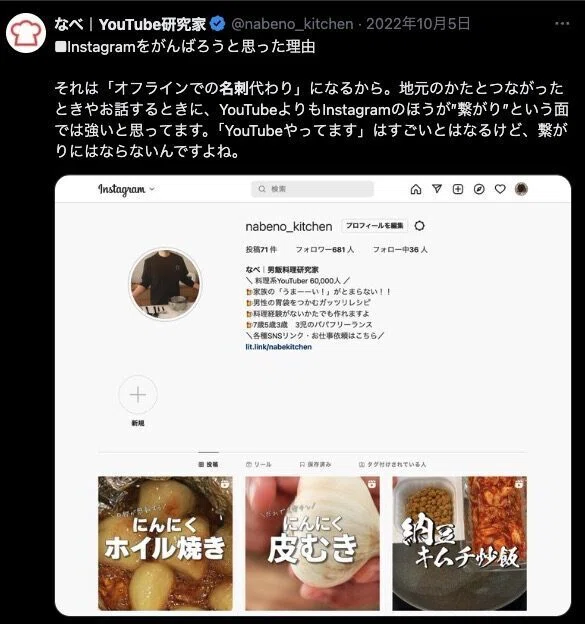 なべ｜YouTube研究家 @nabeno_kitchen · 2022年10月5日
■Instagramをがんばろうと思った理由
それは「オフラインでの名刺代わり」になるから。地元のかたとつながった
ときやお話するときに、YouTubeよりもInstagramのほうが”繋がり”という面
では強いと思ってます。「YouTubeやってます」はすごいとはなるけど、繋が
りにはならないんですよね。
Instagram
検索
nabeno_kitchen プロフィールを編集
投稿71 件 フォロワー681 人 フォロー中36 人
なべ｜男飯料理研究家
＼ 料理系YouTuber 60,000人 ／
家族の「うまーーい！」がとまらない！！
男性の胃袋をつかむガッツリレシピ
料理経験がないかたでも作れますよ
7歳5歳3歳 3児のパパフリーランス
＼各種SNSリンク・お仕事依頼はこちら／
lit.link/nabekitchen
新規
投稿 リール 保存済み タグ付けされている人
にんにく
ホイル焼き
にんにく
皮むき
納豆
キムチ炒飯